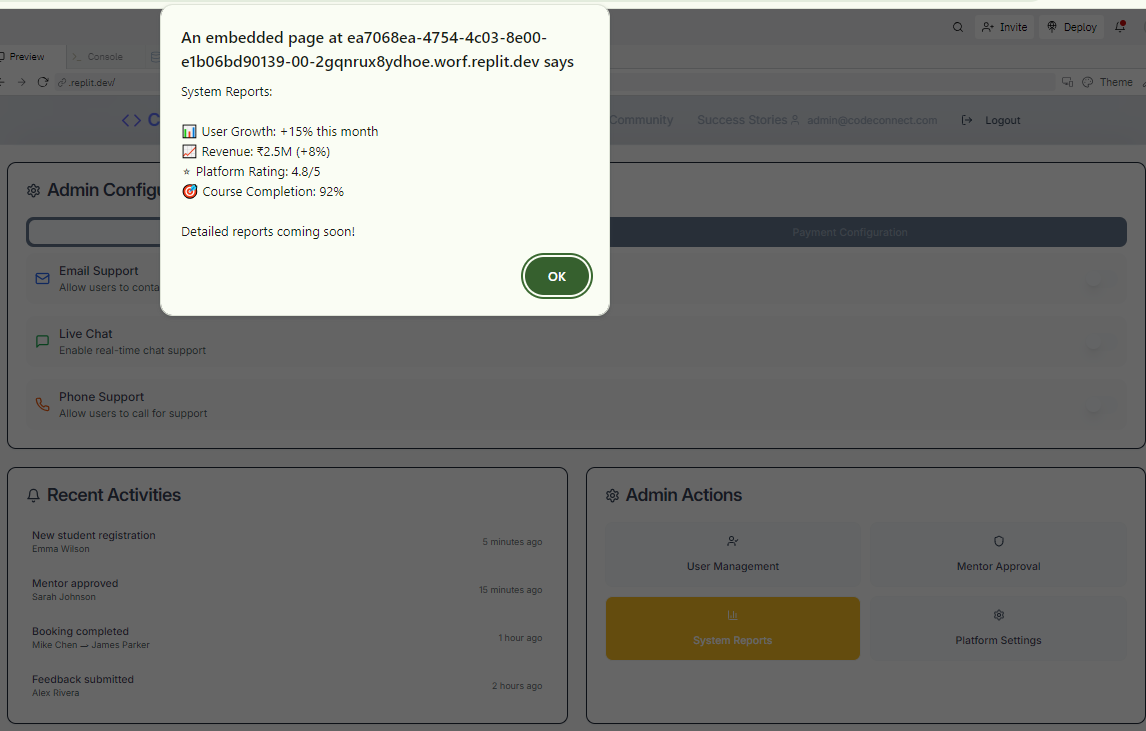 An embedded page at ea7068ea-4754-4c03-8e00-
e1b06bd90139-00-2gqnrux8ydhoe.worf.replit.dev says
System Reports:
📊 User Growth: +15% this month
📈 Revenue: ₹2.5M (+8%)
⭐ Platform Rating: 4.8/5
🎯 Course Completion: 92%
Detailed reports coming soon!
OK
Invite
Deploy
Preview
Console
.replit.dev/
Theme
C
Community
Success Stories
admin@codeconnect.com
Logout
Admin Configu
Payment Configuration
Email Support
Allow users to conta
Live Chat
Enable real-time chat support
Phone Support
Allow users to call for support
Recent Activities
New student registration
Emma Wilson
5 minutes ago
Mentor approved
Sarah Johnson
15 minutes ago
Booking completed
Mike Chen → James Parker
1 hour ago
Feedback submitted
Alex Rivera
2 hours ago
Admin Actions
User Management
Mentor Approval
System Reports
Platform Settings